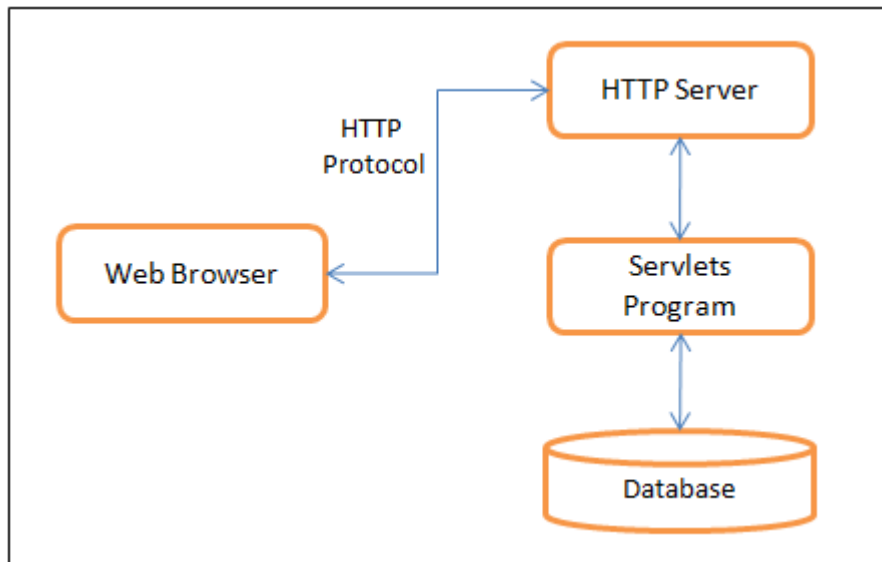 HTTP Server
HTTP
Protocol
Web Browser
Servlets
Program
Database